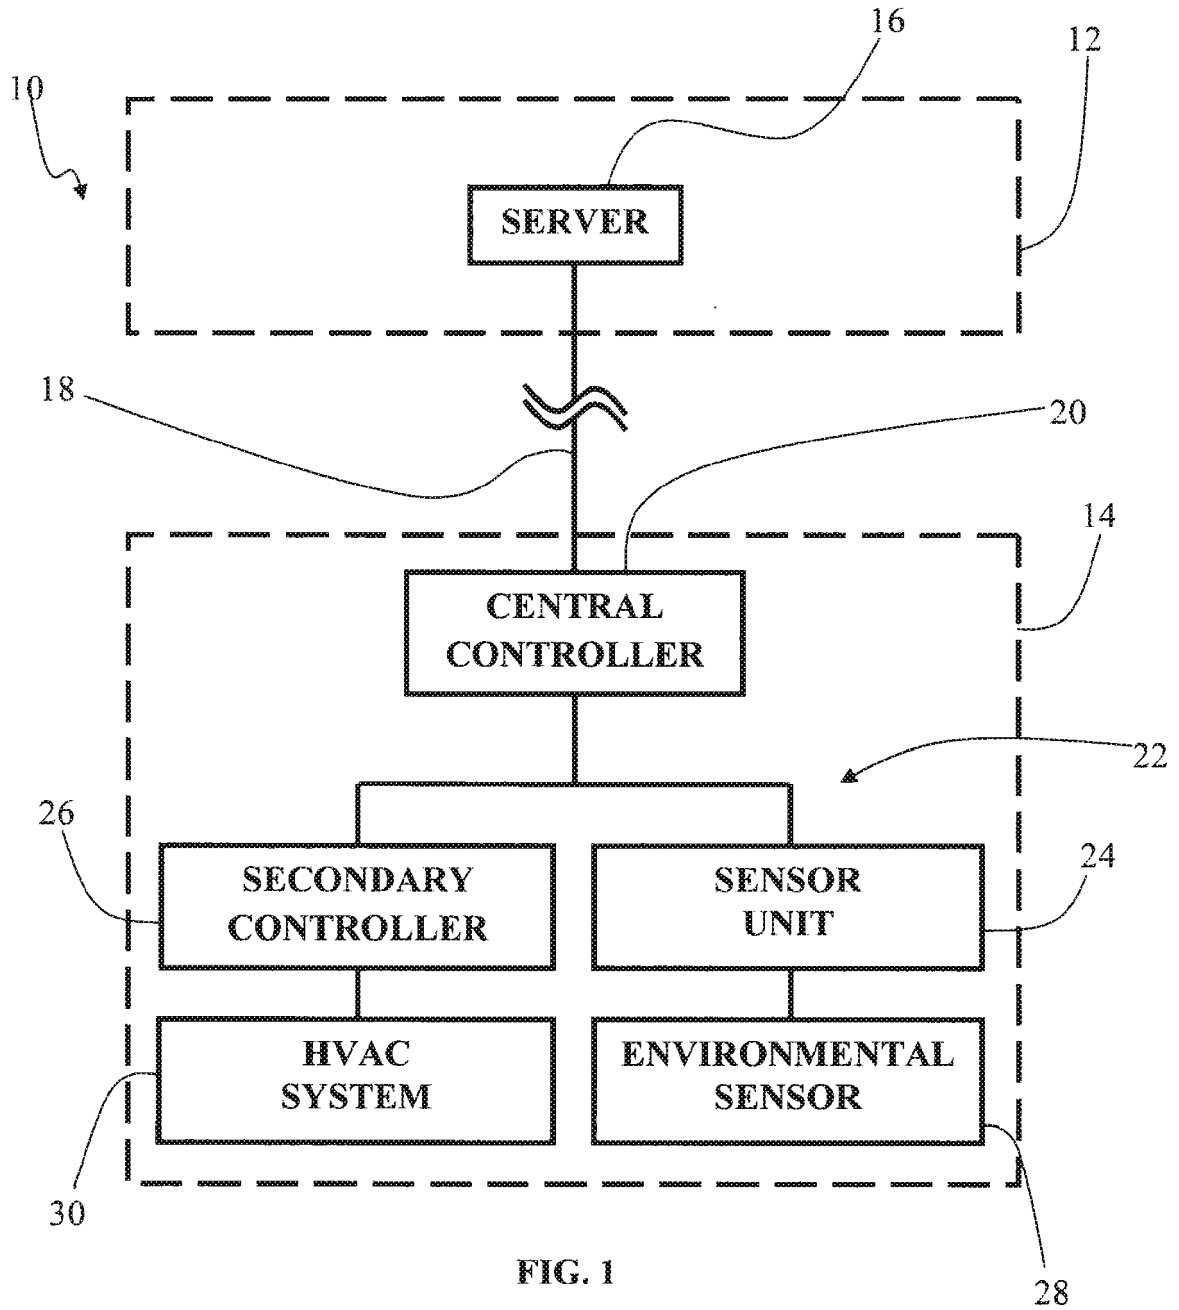 16
12
10
SERVER
18
20
14
CENTRAL
CONTROLLER
22
26
24
SECONDARY
CONTROLLER
SENSOR
UNIT
HVAC
SYSTEM
ENVIRONMENTAL
SENSOR
30
28
FIG. 1